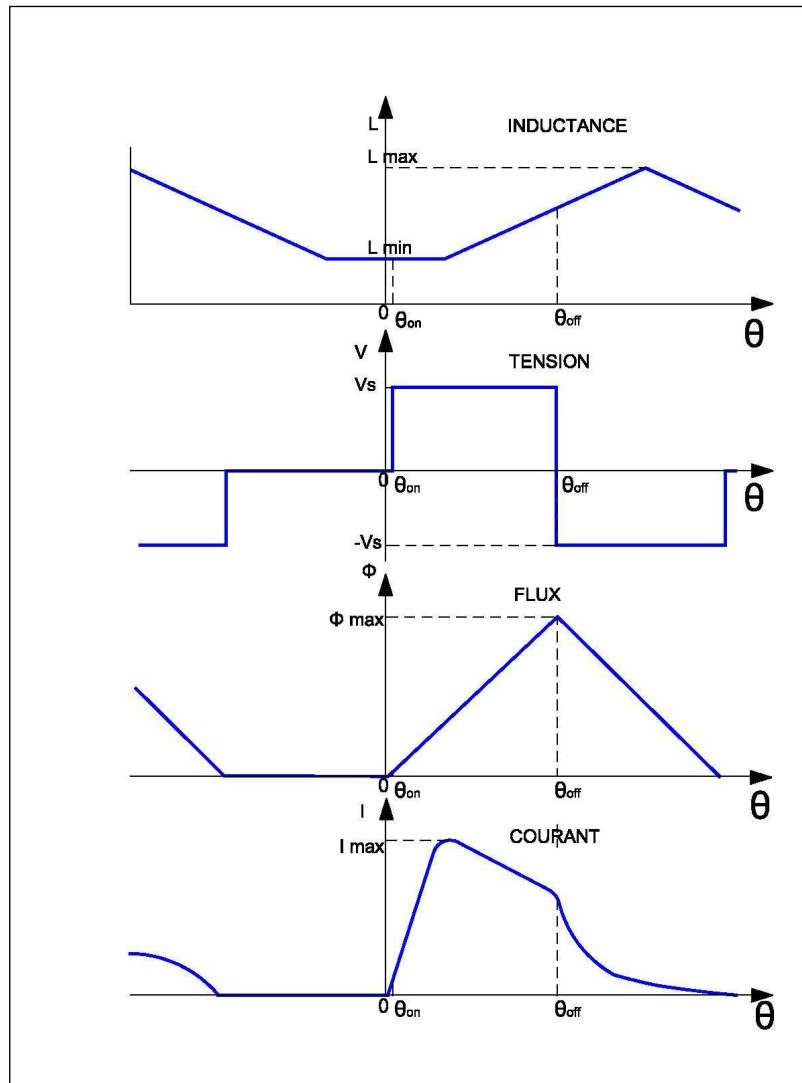 L
INDUCTANCE
L max
L min
0 θon θoff θ
V
TENSION
Vs
0 θon θoff θ
-Vs
Φ
FLUX
Φ max
0 θon θoff θ
I
COURANT
I max
0 θon θoff θ